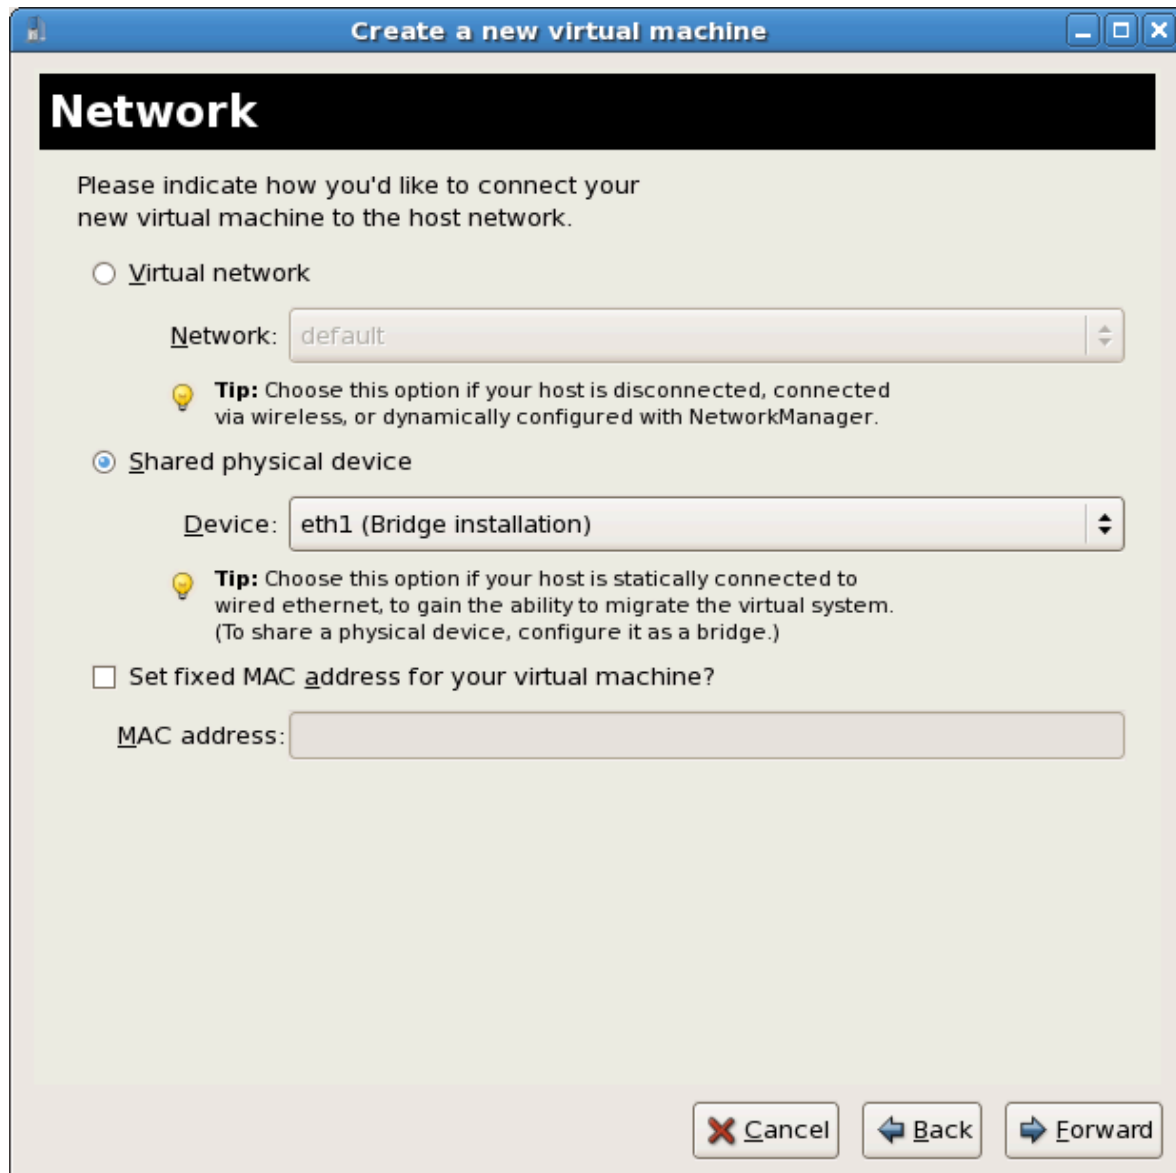 Create a new virtual machine
Network
Please indicate how you'd like to connect your
new virtual machine to the host network.
Virtual network
Network: default
Tip: Choose this option if your host is disconnected, connected
via wireless, or dynamically configured with NetworkManager.
Shared physical device
Device: eth1 (Bridge installation)
Tip: Choose this option if your host is statically connected to
wired ethernet, to gain the ability to migrate the virtual system.
(To share a physical device, configure it as a bridge.)
Set fixed MAC address for your virtual machine?
MAC address:
Cancel Back Forward